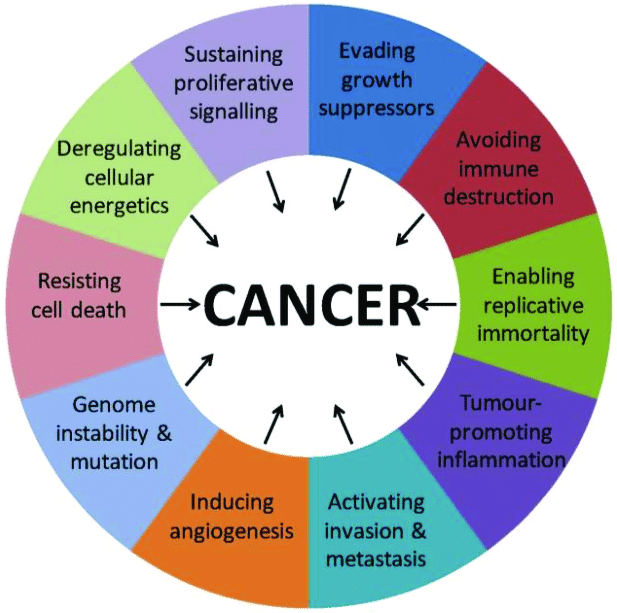 Sustaining
proliferative
signalling
Evading
growth
suppressors
Avoiding
immune
destruction
Enabling
replicative
immortality
Tumour-
promoting
inflammation
Activating
invasion &
metastasis
Inducing
angiogenesis
Genome
instability &
mutation
Resisting
cell death
Deregulating
cellular
energetics
CANCER